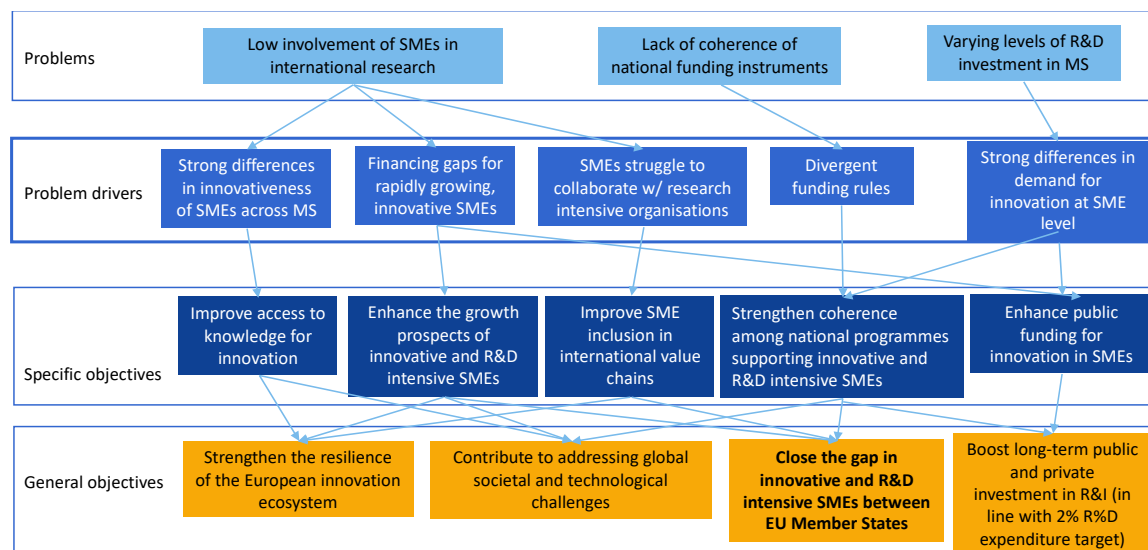 Problems
Low involvement of SMEs in
international research
Lack of coherence of
national funding instruments
Varying levels of R&D
investment in MS
Problem drivers
Strong differences
in innovativeness
of SMEs across MS
Financing gaps for
rapidly growing,
innovative SMEs
SMEs struggle to
collaborate w/ research
intensive organisations
Divergent
funding rules
Strong differences in
demand for
innovation at SME
level
Specific objectives
Improve access to
knowledge for
innovation
Enhance the growth
prospects of
innovative and R&D
intensive SMEs
Improve SME
inclusion in
international value
chains
Strengthen coherence
among national programmes
supporting innovative and
R&D intensive SMEs
Enhance public
funding for
innovation in SMEs
General objectives
Strengthen the resilience
of the European innovation
ecosystem
Contribute to addressing global
societal and technological
challenges
Close the gap in
innovative and R&D
intensive SMEs between
EU Member States
Boost long-term public
and private
investment in R&I (in
line with 2% R%D
expenditure target)